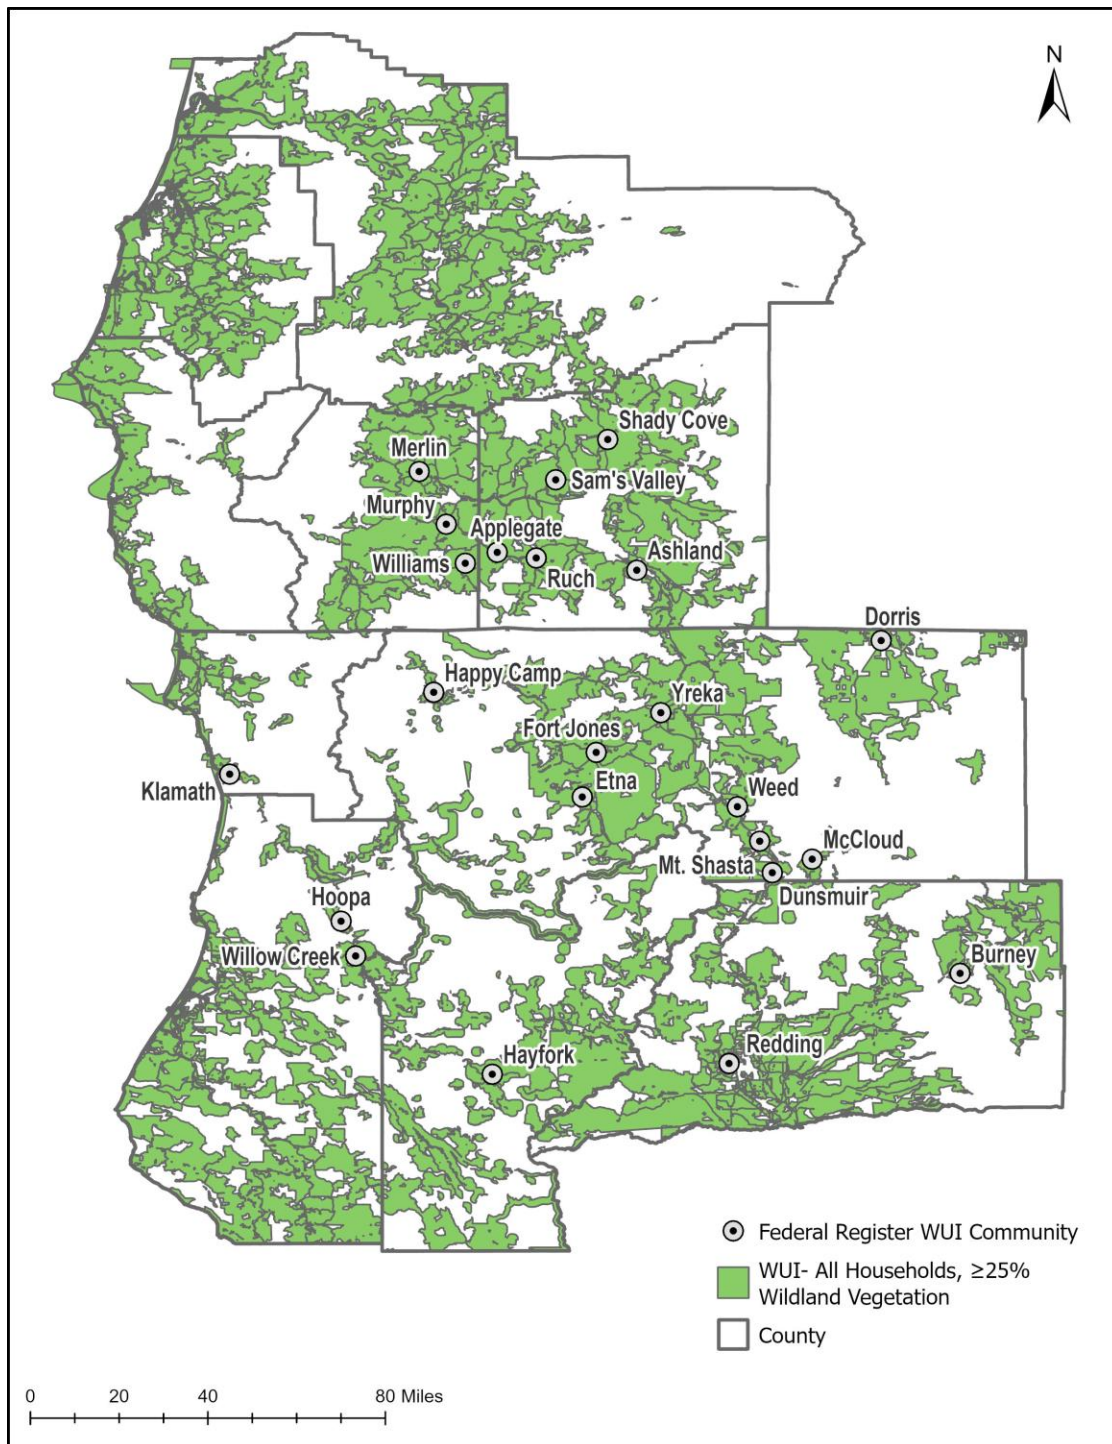 N
Shady Cove
Merlin
Sam's Valley
Murphy
Applegate
Williams
Ruch
Ashland
Dorris
Happy Camp
Yreka
Fort Jones
Etna
Weed
Klamath
McCloud
Mt. Shasta
Dunsmuir
Hoopa
Willow Creek
Burney
Redding
Hayfork
Federal Register WUI Community
WUI- All Households, ≥25%
Wildland Vegetation
County
0 20 40 80 Miles